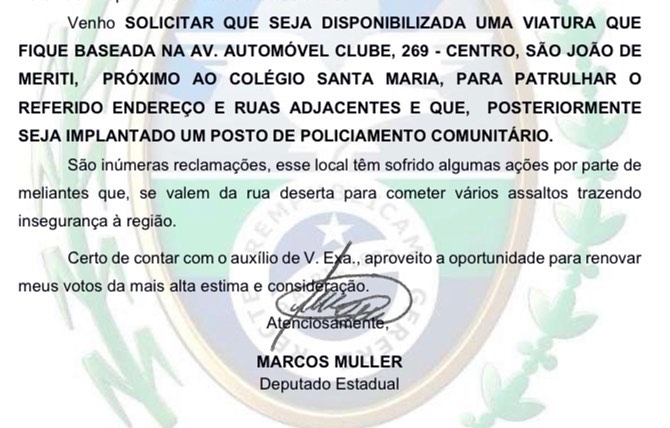 Venho SOLICITAR QUE SEJA DISPONIBILIZADA UMA VIATURA QUE
FIQUE BASEADA NA AV. AUTOMÓVEL CLUBE, 269 - CENTRO, SÃO JOÃO DE
MERITI, PRÓXIMO AO COLÉGIO SANTA MARIA, PARA PATRULHAR O
REFERIDO ENDEREÇO E RUAS ADJACENTES E QUE, POSTERIORMENTE
SEJA IMPLANTADO UM POSTO DE POLICIAMENTO COMUNITÁRIO.
São inúmeras reclamações, esse local têm sofrido algumas ações por parte de
meliantes que, se valem da rua deserta para cometer vários assaltos trazendo
insegurança à região.
Certo de contar com o auxílio de V. Exa., aproveito a oportunidade para renovar
meus votos da mais alta estima e consideração.
Atenciosamente,
MARCOS MULLER
Deputado Estadual